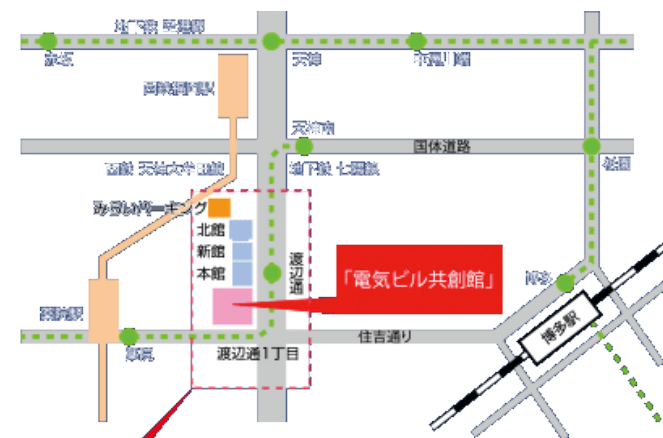 地下鉄 空港線
赤坂
天神
中洲川端
西鉄福岡駅
天神南
国体道路
西鉄 天神大牟田線
地下鉄 七隈線
祇園
みらいパーキング
北館
新館
本館
渡辺通
「電気ビル共創館」
博多
博多駅
薬院
渡辺通1丁目
住吉通り